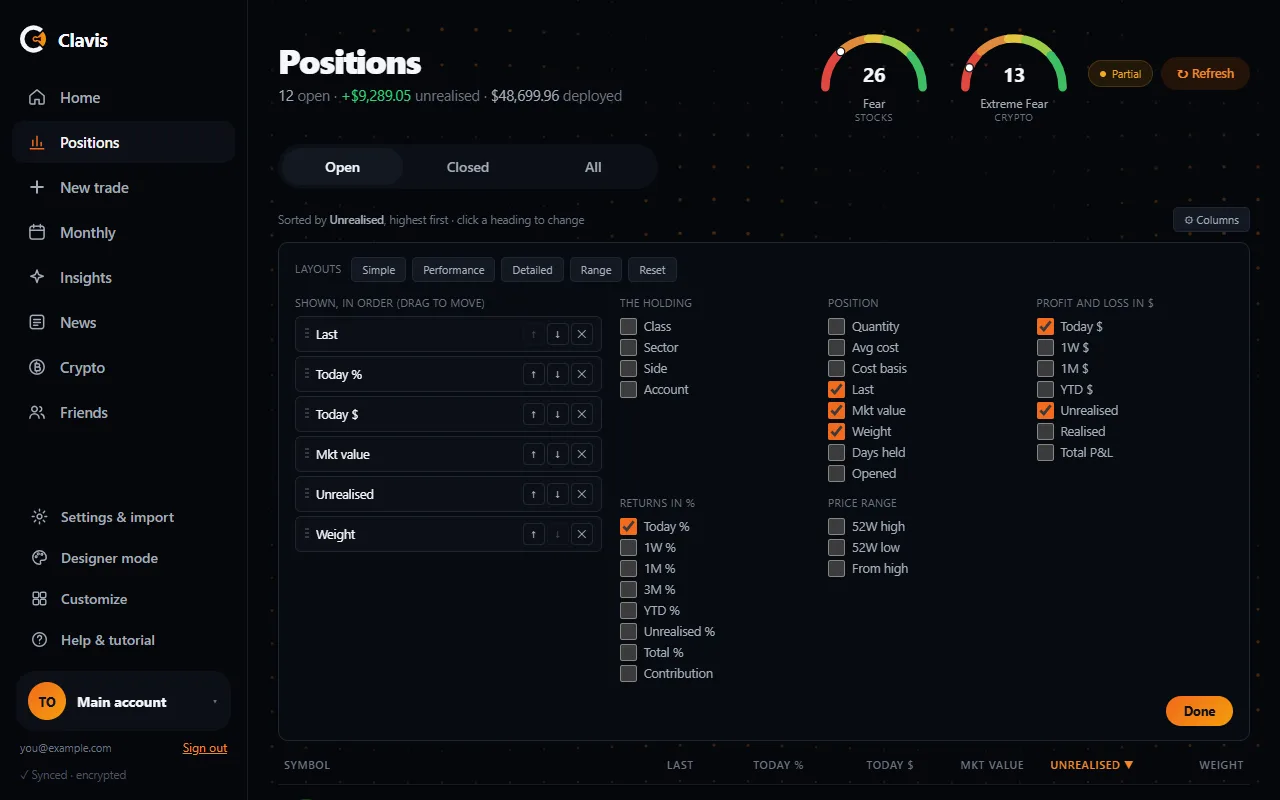 Clavis
Home
Positions
New trade
Monthly
Insights
News
Crypto
Friends
Settings & import
Designer mode
Customize
Help & tutorial
TO
Main account
you@example.com
Sign out
✓ Synced · encrypted
Positions
12 open · +$9,289.05 unrealised · $48,699.96 deployed
26
Fear
STOCKS
13
Extreme Fear
CRYPTO
Partial
↻ Refresh
Open
Closed
All
Sorted by Unrealised, highest first · click a heading to change
⚙ Columns
LAYOUTS
Simple
Performance
Detailed
Range
Reset
SHOWN, IN ORDER (DRAG TO MOVE)
Last
Today %
Today $
Mkt value
Unrealised
Weight
THE HOLDING
Class
Sector
Side
Account
POSITION
Quantity
Avg cost
Cost basis
Last
Mkt value
Weight
Days held
Opened
PROFIT AND LOSS IN $
Today $
1W $
1M $
YTD $
Unrealised
Realised
Total P&L
RETURNS IN %
Today %
1W %
1M %
3M %
YTD %
Unrealised %
Total %
Contribution
PRICE RANGE
52W high
52W low
From high
Done
SYMBOL LAST TODAY % TODAY $ MKT VALUE UNREALISED ▼ WEIGHT